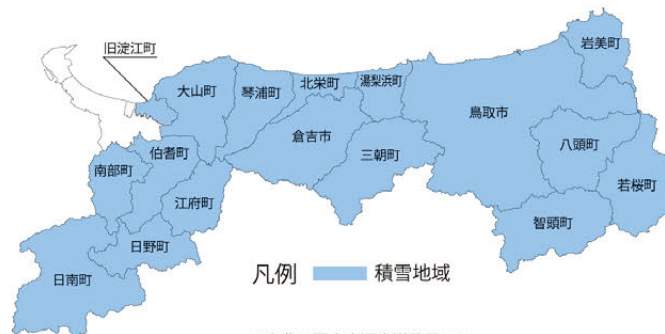 旧淀江町
岩美町
大山町
琴浦町
北栄町
湯梨浜町
鳥取市
倉吉市
三朝町
八頭町
伯耆町
南部町
江府町
若桜町
智頭町
日野町
日南町
凡例
積雪地域